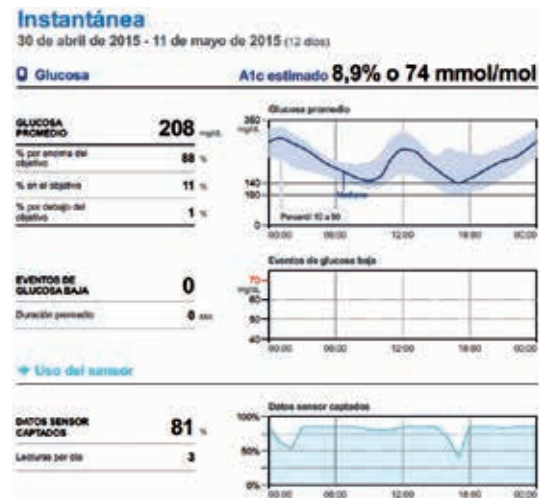 Instantánea
30 de abril de 2015 - 11 de mayo de 2015 (12 días)
Glucosa
A1c estimado 8,9% o 74 mmol/mol
GLUCOSA PROMEDIO 208 mg/dL
% por encima del objetivo 88 %
% en el objetivo 11 %
% por debajo del objetivo 1 %
Glucosa promedio
350
mg/dL
140
100
0
Mediana
Percentil 10 a 90
00:00 06:00 12:00 18:00 00:00
EVENTOS DE GLUCOSA BAJA 0
Duración promedio 0 Min
Eventos de glucosa baja
70
mg/dL
60
50
40
00:00 06:00 12:00 18:00 00:00
Uso del sensor
DATOS SENSOR CAPTADOS 81 %
Lecturas por día 3
Datos sensor captados
100%
50%
0%
00:00 06:00 12:00 18:00 00:00